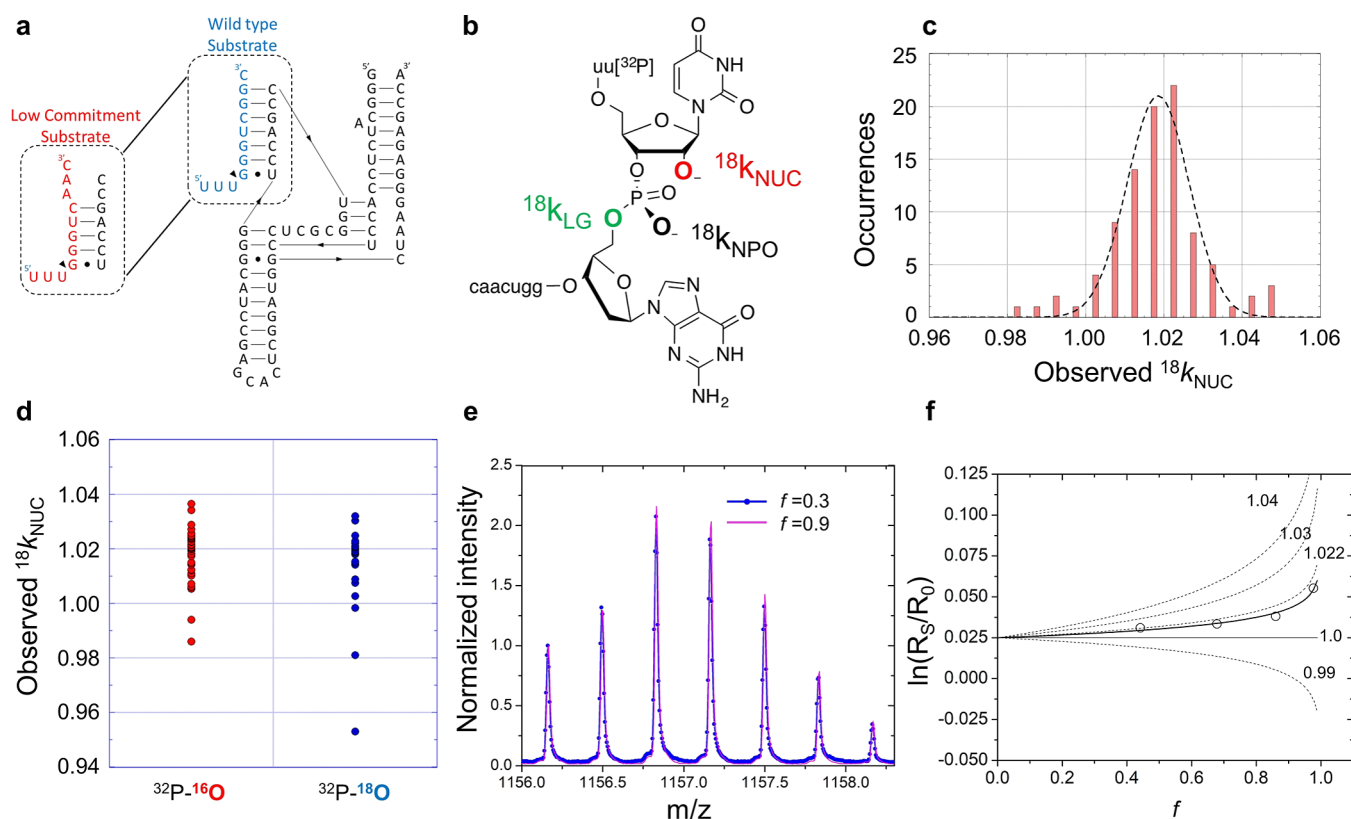 a
Wild type
Substrate
Low Commitment
Substrate
3'
5'
U U U
3'
5'
U U U
5'
G A
A
C U C G C G
b
uu[³²P]
O
O
NH
N
O
O
O
O⁻
¹⁸kNUC
P
O
¹⁸kLG
O
O⁻
¹⁸kNPO
O
caacugg
O
N
N
O
N
NH
NH₂
c
Occurrences
25
20
15
10
5
0
0.96
0.98
1.00
1.02
1.04
1.06
Observed ¹⁸kNUC
d
Observed ¹⁸kNUC
1.06
1.04
1.02
1.00
0.98
0.96
0.94
³²P-¹⁶O
³²P-¹⁸O
e
Normalized intensity
2.5
2.0
1.5
1.0
0.5
0.0
f =0.3
f =0.9
1156.0
1156.5
1157.0
1157.5
1158.0
m/z
f
ln(RS/R0)
0.125
0.100
0.075
0.050
0.025
0.000
-0.025
-0.050
1.04
1.03
1.022
1.0
0.99
0.0
0.2
0.4
0.6
0.8
1.0
f